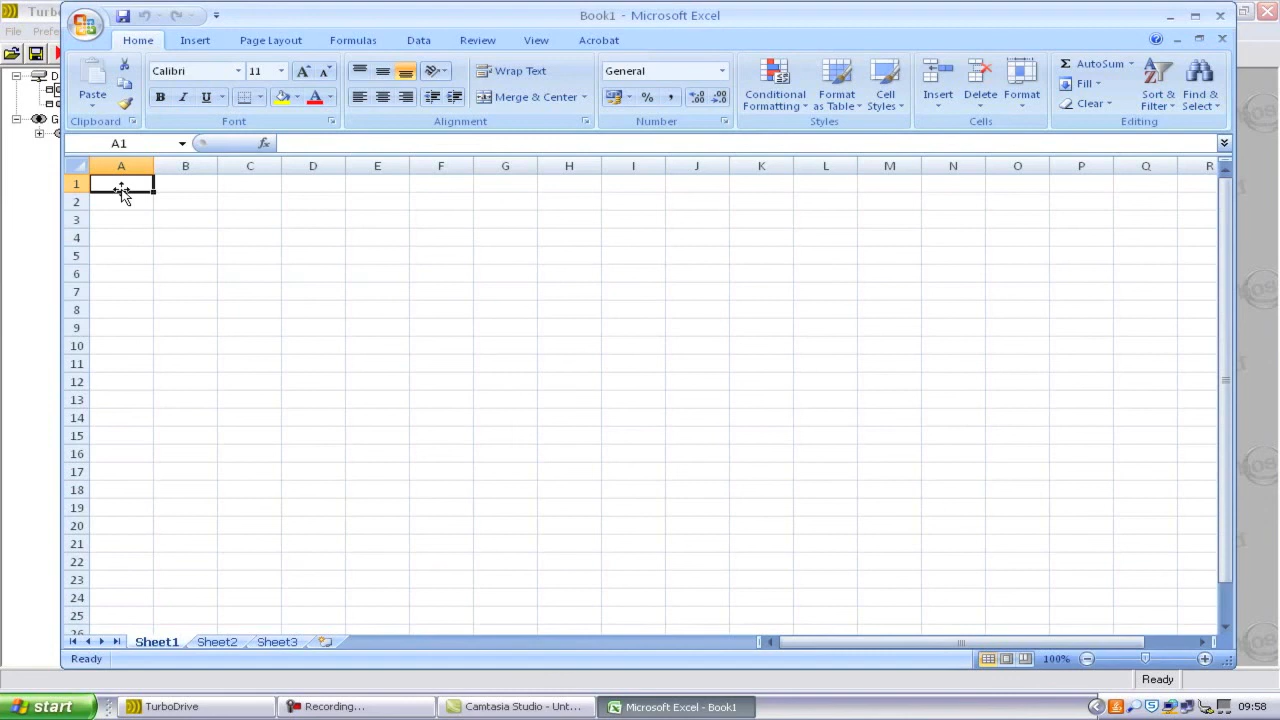 Turbo
Book1 - Microsoft Excel
File Prefe
Home Insert Page Layout Formulas Data Review View Acrobat
Paste
Calibri 11
B I U
Wrap Text
Merge & Center
General
%
Conditional Formatting
Format as Table
Cell Styles
Insert Delete Format
Σ AutoSum
Fill
Clear
Sort & Filter
Find & Select
Clipboard Font Alignment Number Styles Cells Editing
A1 fx
A B C D E F G H I J K L M N O P Q R
1
2
3
4
5
6
7
8
9
10
11
12
13
14
15
16
17
18
19
20
21
22
23
24
25
26
D
G
Sheet1 Sheet2 Sheet3
Ready 100%
Ready
start TurboDrive Recording... Camtasia Studio - Unt... Microsoft Excel - Book1 09:58